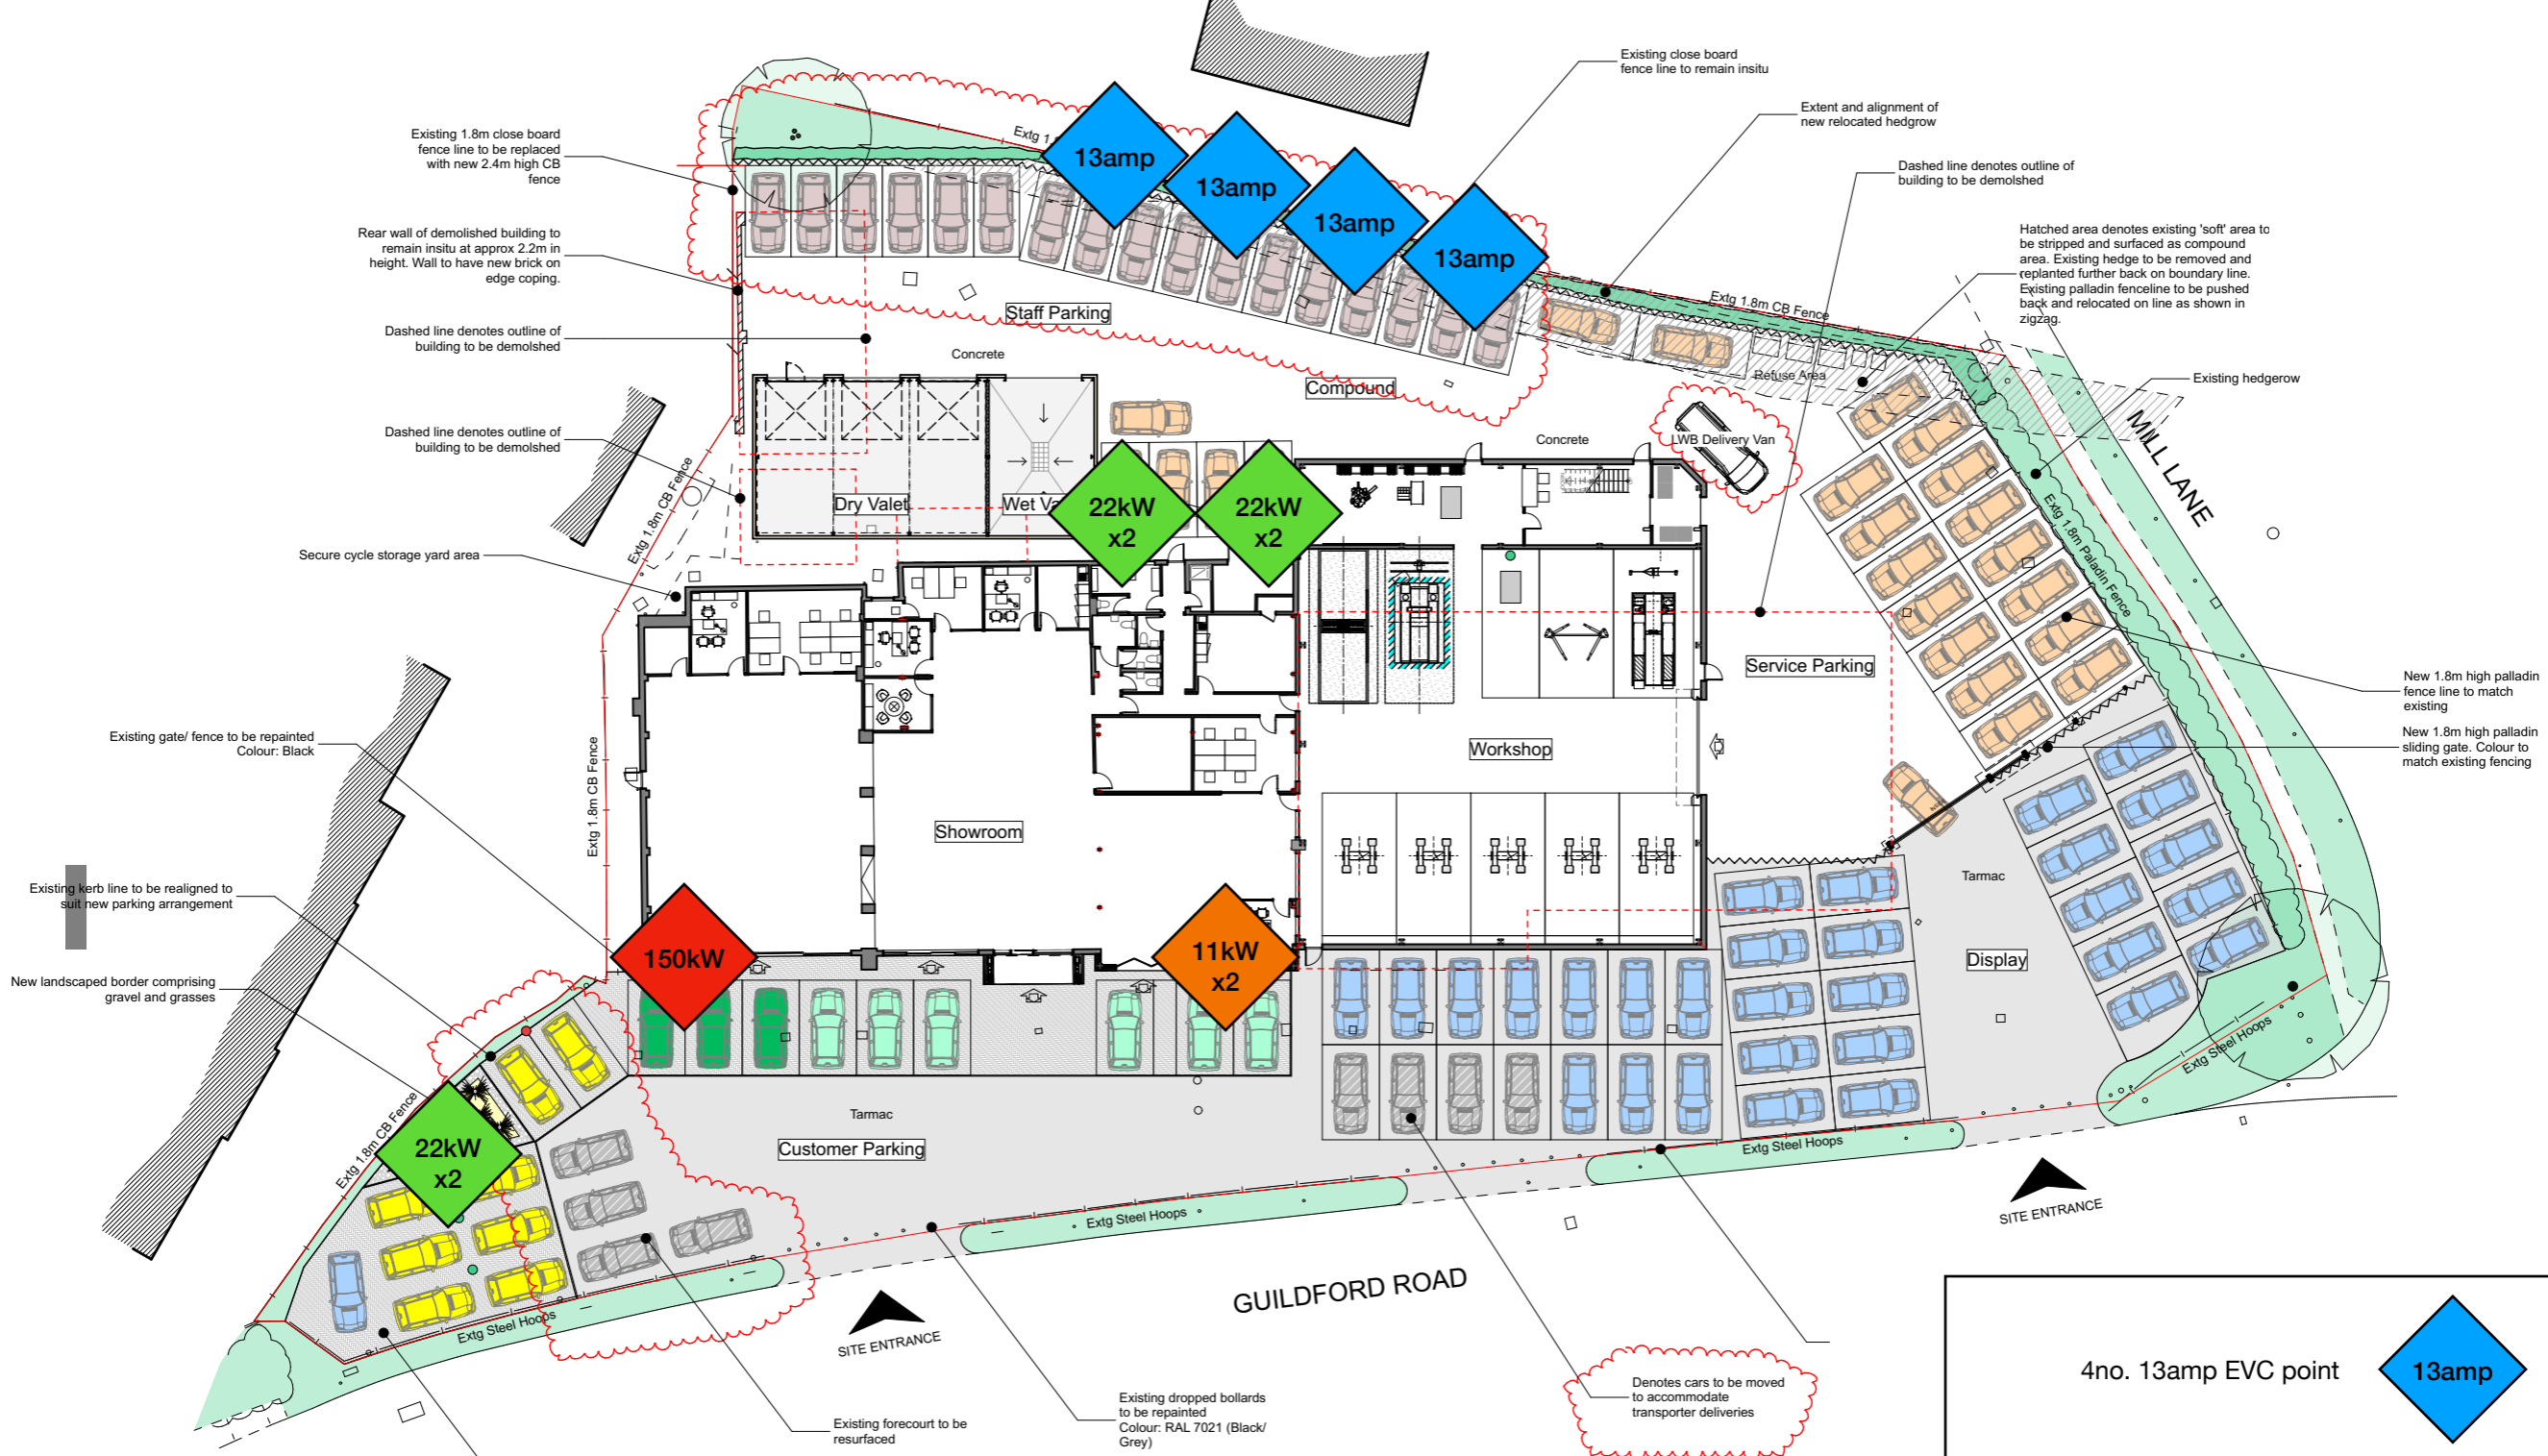 Existing close board
fence line to remain insitu
Extent and alignment of
new relocated hedgrow
Dashed line denotes outline of
building to be demolshed
Hatched area denotes existing 'soft' area to
be stripped and surfaced as compound
area. Existing hedge to be removed and
replanted further back on boundary line.
Existing palladin fenceline to be pushed
back and relocated on line as shown in
zigzag.
Existing 1.8m close board
fence line to be replaced
with new 2.4m high CB
fence
Rear wall of demolished building to
remain insitu at approx 2.2m in
height. Wall to have new brick on
edge coping.
Dashed line denotes outline of
building to be demolshed
Dashed line denotes outline of
building to be demolshed
Secure cycle storage yard area
Existing gate/ fence to be repainted
Colour: Black
Existing kerb line to be realigned to
suit new parking arrangement
New landscaped border comprising
gravel and grasses
Extg
13amp
13amp
13amp
13amp
Extg 1.8m CB Fence
Staff Parking
Concrete
Compound
Refuse Area
LWB Delivery Van
Concrete
Existing hedgerow
MILL LANE
Extg 1.8m Paladin Fence
Extg 1.8m CB Fence
Dry Valet
Wet
22kW
x2
22kW
x2
Service Parking
New 1.8m high palladin
fence line to match
existing
New 1.8m high palladin
sliding gate. Colour to
match existing fencing
Workshop
Showroom
Extg 1.8m CB Fence
Tarmac
Display
150kW
11kW
x2
Extg 1.8m CB Fence
22kW
x2
Tarmac
Customer Parking
Extg Steel Hoops
Extg Steel Hoops
Extg Steel Hoops
Extg Steel Hoops
SITE ENTRANCE
SITE ENTRANCE
GUILDFORD ROAD
Existing forecourt to be
resurfaced
Existing dropped bollards
to be repainted
Colour: RAL 7021 (Black/
Grey)
Denotes cars to be moved
to accommodate
transporter deliveries
4no. 13amp EVC point
13amp